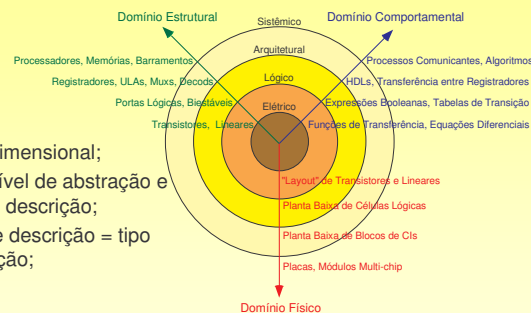 Domínio Estrutural
Domínio Comportamental
Sistêmico
Processadores, Memórias, Barramentos
Arquitetural
Processos Comunicantes, Algoritmos
Registradores, ULAs, Muxs, Decods
Lógico
HDLs, Transferência entre Registradores
Portas Lógicas, Biestáveis
Elétrico
Expressões Booleanas, Tabelas de Transição
Transistores, Lineares
Funções de Transferência, Equações Diferenciais
imensional;
ível de abstração e
descrição;
e descrição = tipo
ção;
"Layout" de Transistores e Lineares
Planta Baixa de Células Lógicas
Planta Baixa de Blocos de CIs
Placas, Módulos Multi-chip
Domínio Físico